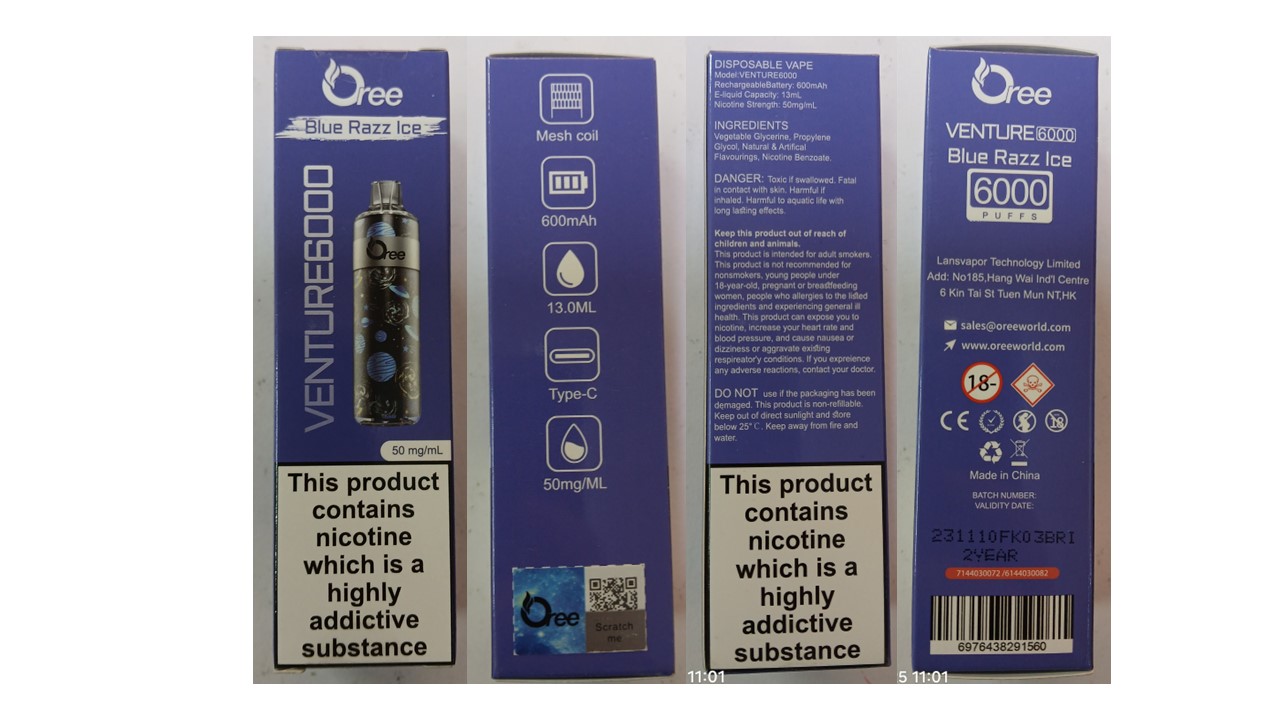 Oree
Blue Razz Ice
VENTURE6000
Oree
50 mg/mL
This product
contains
nicotine
which is a
highly
addictive
substance
Mesh coil
600mAh
13.0ML
Type-C
50mg/ML
Oree
Scratch
me
DISPOSABLE VAPE
Model:VENTURE6000
RechargeableBattery: 600mAh
E-liquid Capacity: 13mL
Nicotine Strength: 50mg/mL
INGREDIENTS
Vegetable Glycerine, Propylene
Glycol, Natural & Artifical
Flavourings, Nicotine Benzoate.
DANGER: Toxic if swallowed. Fatal
in contact with skin. Harmful if
inhaled. Harmful to aquatic life with
long lasting effects.
Keep this product out of reach of
children and animals.
This product is intended for adult smokers.
This product is not recommended for
nonsmokers, young people under
18-year-old, pregnant or breastfeeding
women, people who allergies to the listed
ingredients and experiencing general ill
health. This product can expose you to
nicotine, increase your heart rate and
blood pressure, and cause nausea or
dizziness or aggravate existing
respireator'y conditions. If you expreience
any adverse reactions, contact your doctor.
DO NOT use if the packaging has been
demaged. This product is non-refillable.
Keep out of direct sunlight and store
below 25° C. Keep away from fire and
water.
This product
contains
nicotine
which is a
highly
addictive
substance
11:01
Oree
VENTURE 6000
Blue Razz Ice
6000
PUFFS
Lansvapor Technology Limited
Add: No185,Hang Wai Ind'l Centre
6 Kin Tai St Tuen Mun NT,HK
sales@oreeworld.com
www.oreeworld.com
18-
CE
18
Made in China
BATCH NUMBER:
VALIDITY DATE:
231110FK03BRI
2YEAR
7144030072 /6144030082
6976438291560
5 11:01